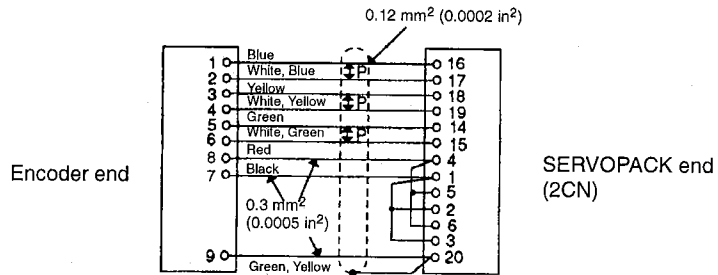 0.12 mm² (0.0002 in²)
Blue
1 16
White, Blue P
2 17
Yellow
3 18
White, Yellow P
4 19
Green
5 14
White, Green P
6 15
Red
8 4
Black
7 1
Encoder end
SERVOPACK end
(2CN)
5
0.3 mm²
(0.0005 in²)
2
6
3
9 20
Green, Yellow